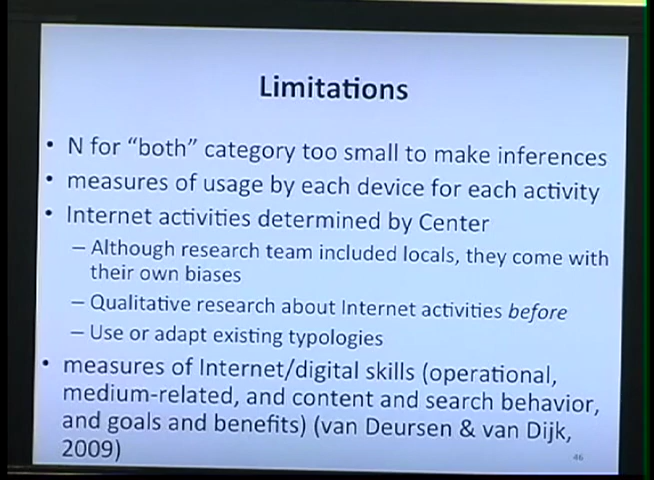 Limitations
• N for “both” category too small to make inferences
• measures of usage by each device for each activity
• Internet activities determined by Center
– Although research team included locals, they come with
their own biases
– Qualitative research about Internet activities before
– Use or adapt existing typologies
• measures of Internet/digital skills (operational,
medium-related, and content and search behavior,
and goals and benefits) (van Deursen & van Dijk,
2009)
46